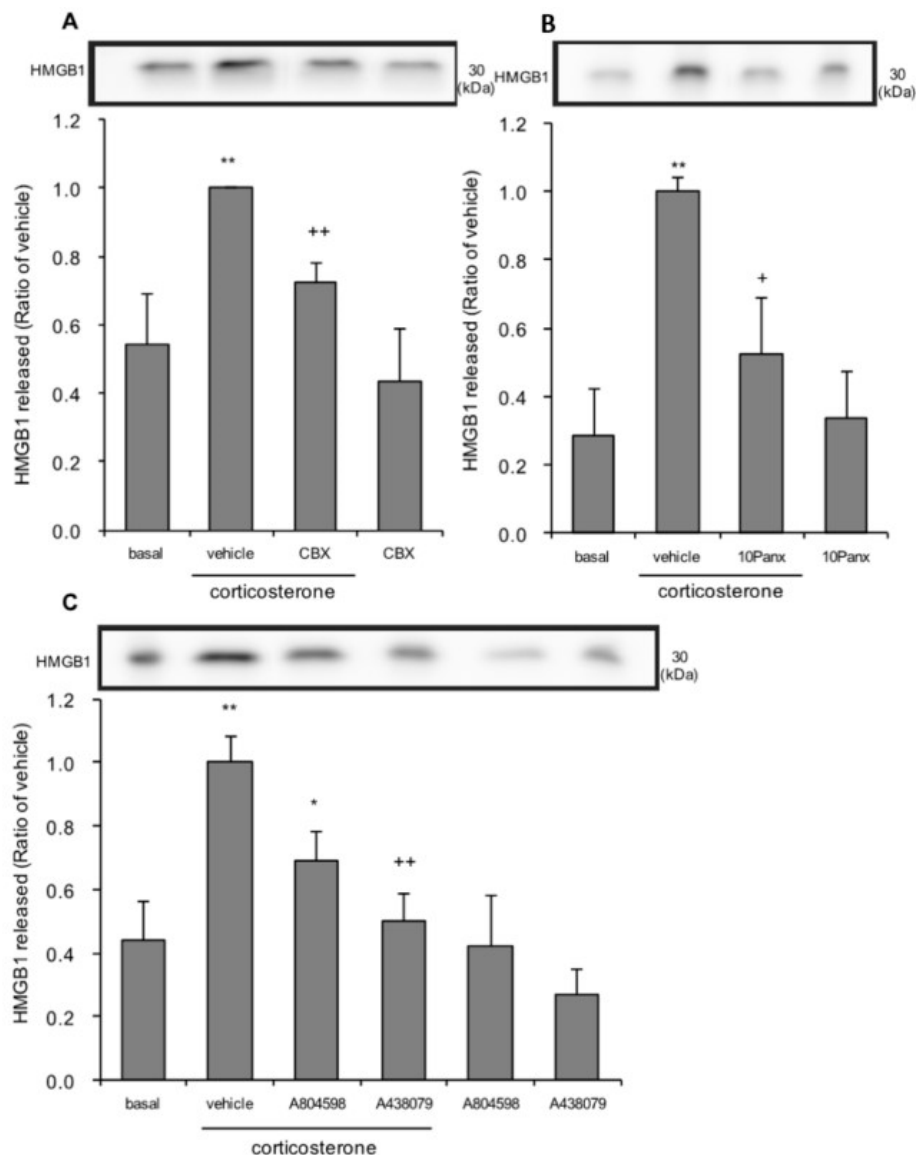 A
HMGB1
30
(kDa)
1.2
1.0
0.8
0.6
0.4
0.2
0.0
HMGB1 released (Ratio of vehicle)
**
++
basal vehicle CBX CBX
corticosterone
B
HMGB1
30
(kDa)
1.2
1.0
0.8
0.6
0.4
0.2
0.0
HMGB1 released (Ratio of vehicle)
**
+
basal vehicle 10Panx 10Panx
corticosterone
C
HMGB1
30
(kDa)
1.2
1.0
0.8
0.6
0.4
0.2
0.0
HMGB1 released (Ratio of vehicle)
**
*
++
basal vehicle A804598 A438079 A804598 A438079
corticosterone